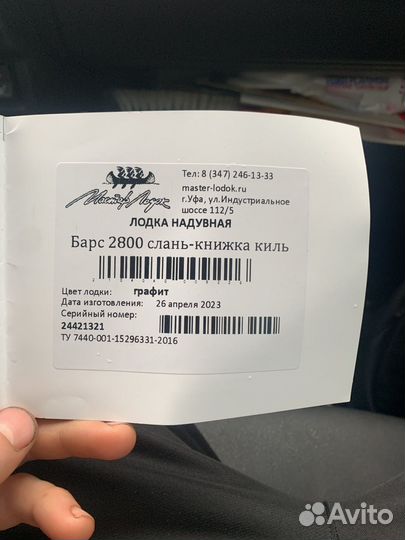 Тел: 8 (347) 246-13-33
master-lodok.ru
г.Уфа, ул.Индустриальное
шоссе 112/5
Мастер Лодок
ЛОДКА НАДУВНАЯ
Барс 2800 слань-книжка киль
Цвет лодки: графит
Дата изготовления: 26 апреля 2023
Серийный номер:
24421321
ТУ 7440-001-15296331-2016
Avito